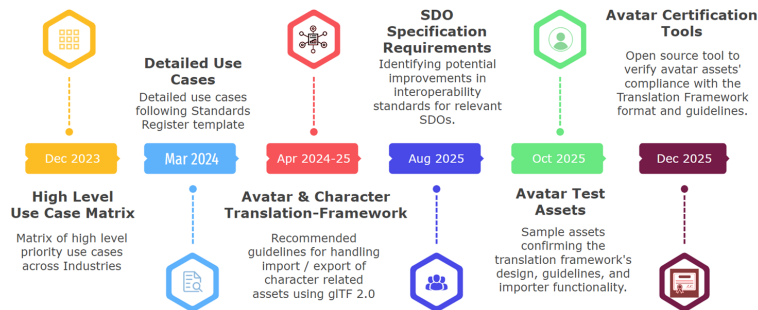 Dec 2023
High Level
Use Case Matrix
Matrix of high level
priority use cases
across Industries
Detailed Use
Cases
Detailed use cases
following Standards
Register template
Mar 2024
Apr 2024-25
Avatar & Character
Translation-Framework
Recommended
guidelines for handling
import / export of
character related
assets using glTF 2.0
SDO
Specification
Requirements
Identifying potential
improvements in
interoperability
standards for relevant
SDOs.
Aug 2025
Oct 2025
Avatar Test
Assets
Sample assets
confirming the
translation framework's
design, guidelines, and
importer functionality.
Avatar Certification
Tools
Open source tool to
verify avatar assets'
compliance with the
Translation Framework
format and guidelines.
Dec 2025